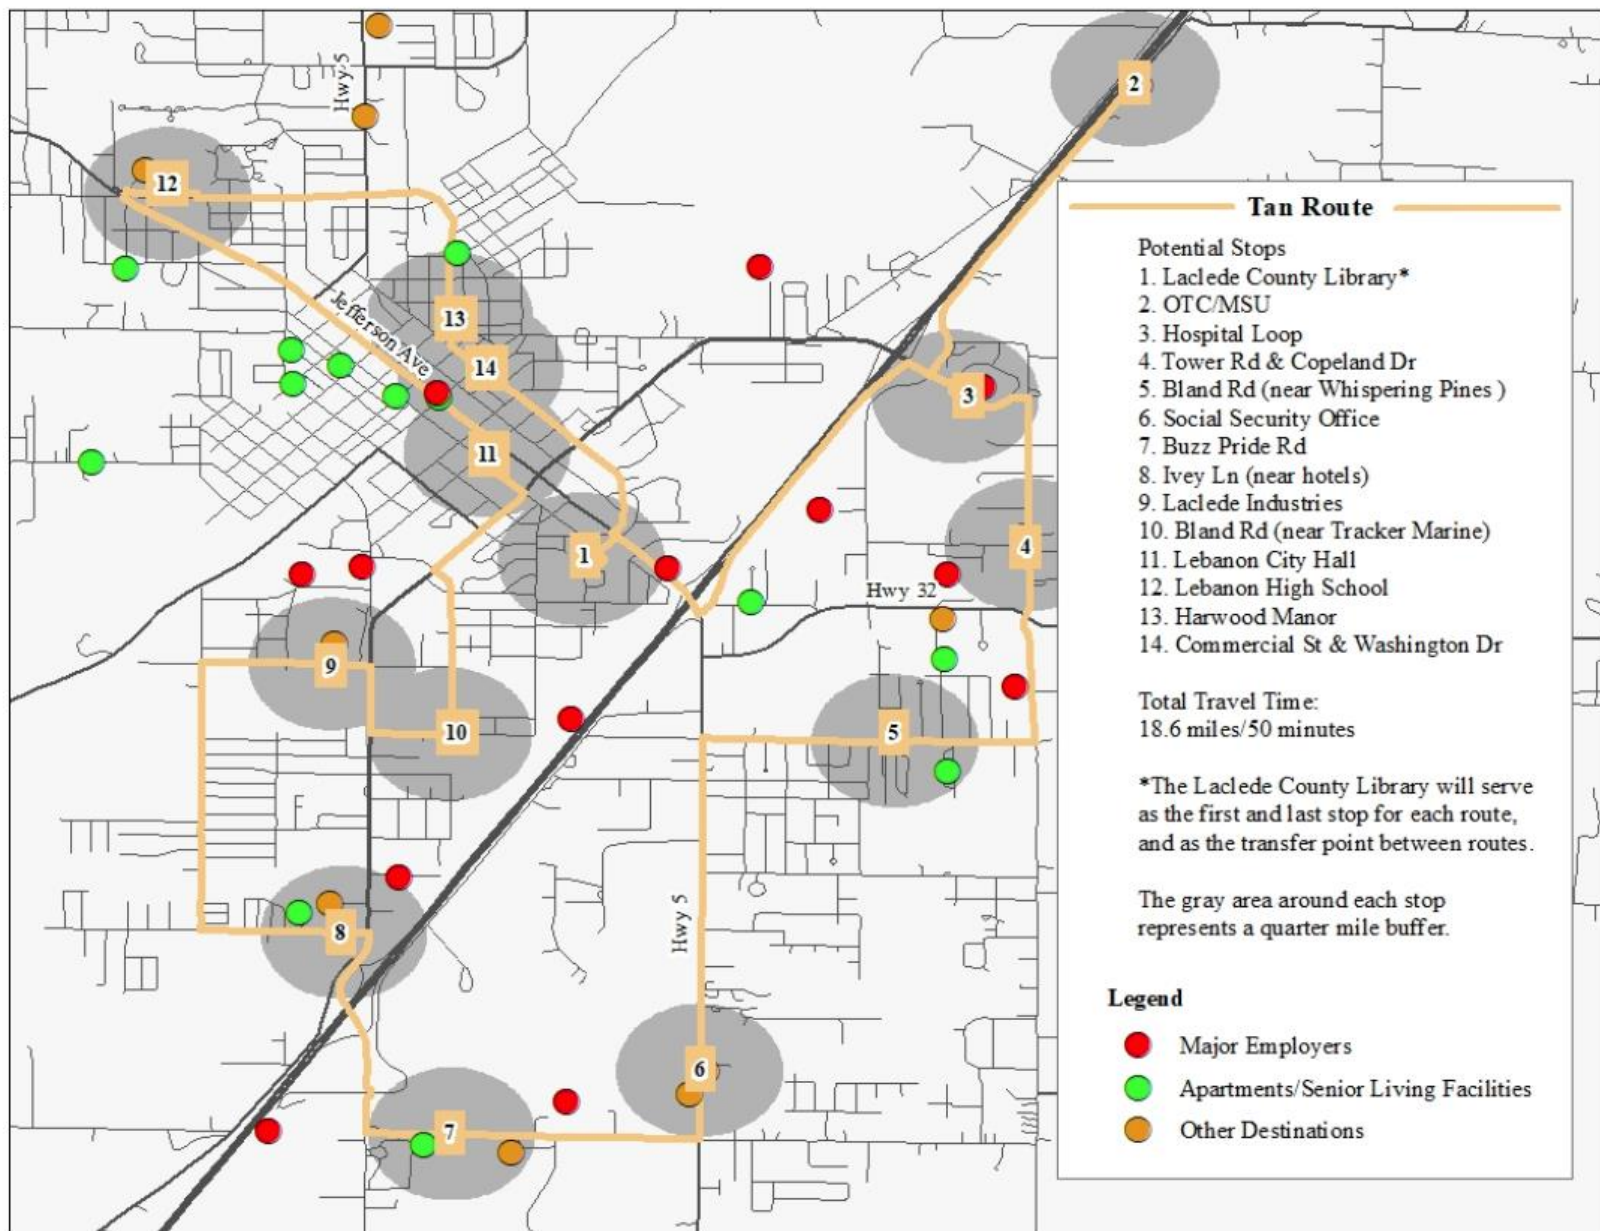 Hwy 5
2
12
Tan Route
Potential Stops
1. Laclede County Library*
2. OTC/MSU
3. Hospital Loop
4. Tower Rd & Copeland Dr
5. Bland Rd (near Whispering Pines )
6. Social Security Office
7. Buzz Pride Rd
8. Ivey Ln (near hotels)
9. Laclede Industries
10. Bland Rd (near Tracker Marine)
11. Lebanon City Hall
12. Lebanon High School
13. Harwood Manor
14. Commercial St & Washington Dr
Total Travel Time:
18.6 miles/50 minutes
*The Laclede County Library will serve
as the first and last stop for each route,
and as the transfer point between routes.
The gray area around each stop
represents a quarter mile buffer.
Legend
Major Employers
Apartments/Senior Living Facilities
Other Destinations
13
Jefferson Ave
14
3
11
4
1
Hwy 32
9
10
5
8
Hwy 5
6
7